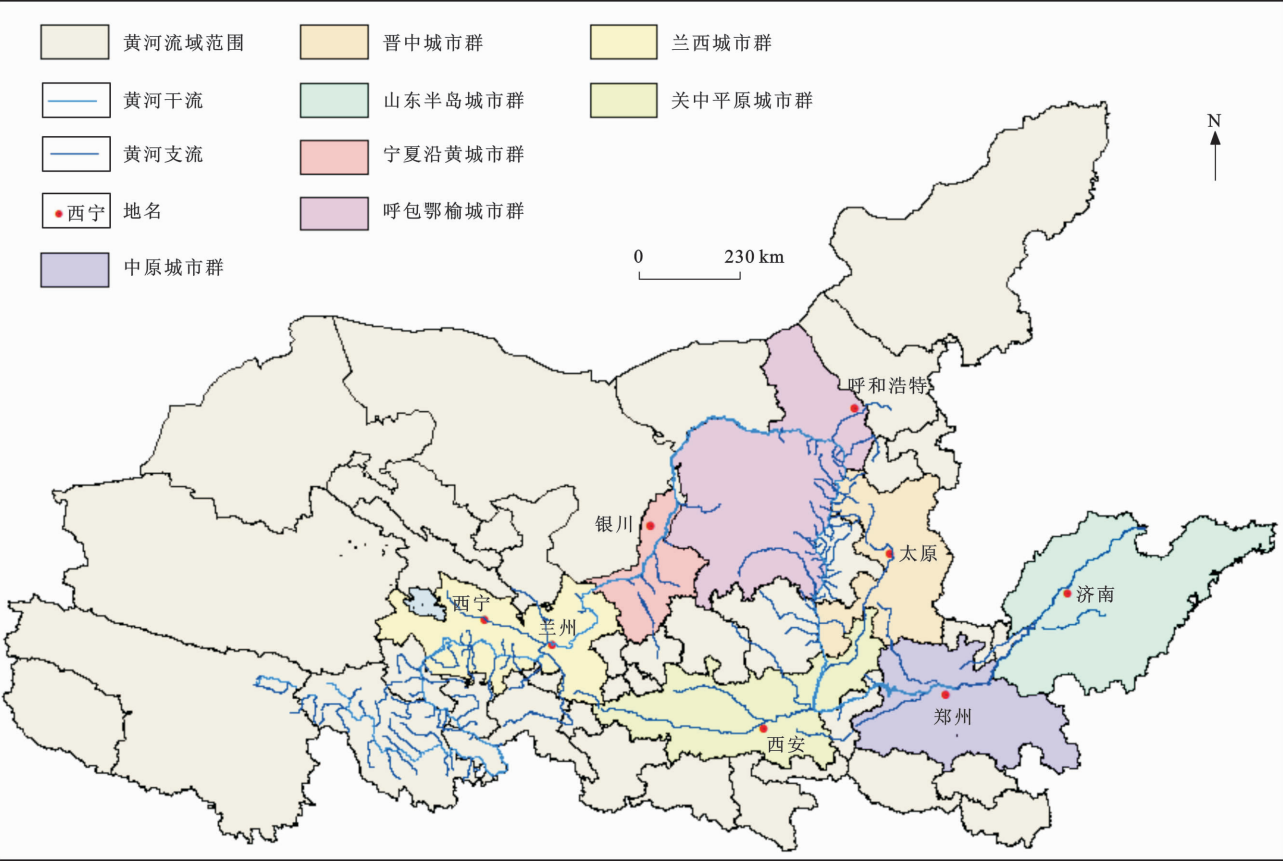 黄河流域范围
黄河干流
黄河支流
西宁 地名
中原城市群
晋中城市群
山东半岛城市群
宁夏沿黄城市群
呼包鄂榆城市群
兰西城市群
关中平原城市群
N
0 230 km
呼和浩特
银川
太原
济南
西宁
兰州
郑州
西安